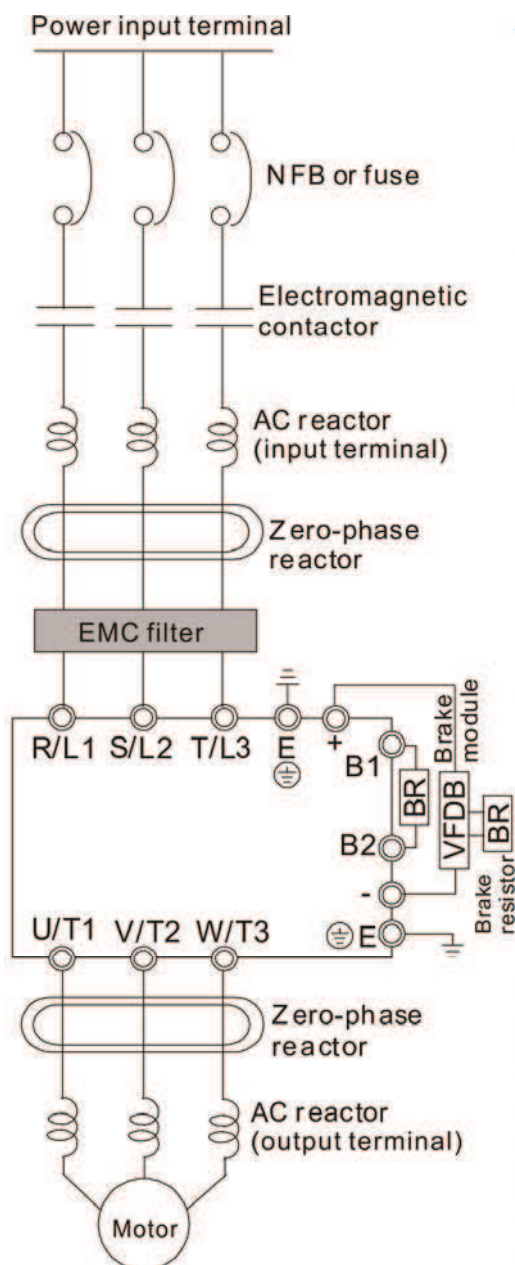 Power input terminal
NFB or fuse
Electromagnetic
contactor
AC reactor
(input terminal)
Zero-phase
reactor
EMC filter
R/L1 S/L2 T/L3 E +
B1
B2
-
E
BR
VFDB
BR
Brake
module
Brake
resistor
U/T1 V/T2 W/T3
Zero-phase
reactor
AC reactor
(output terminal)
Motor